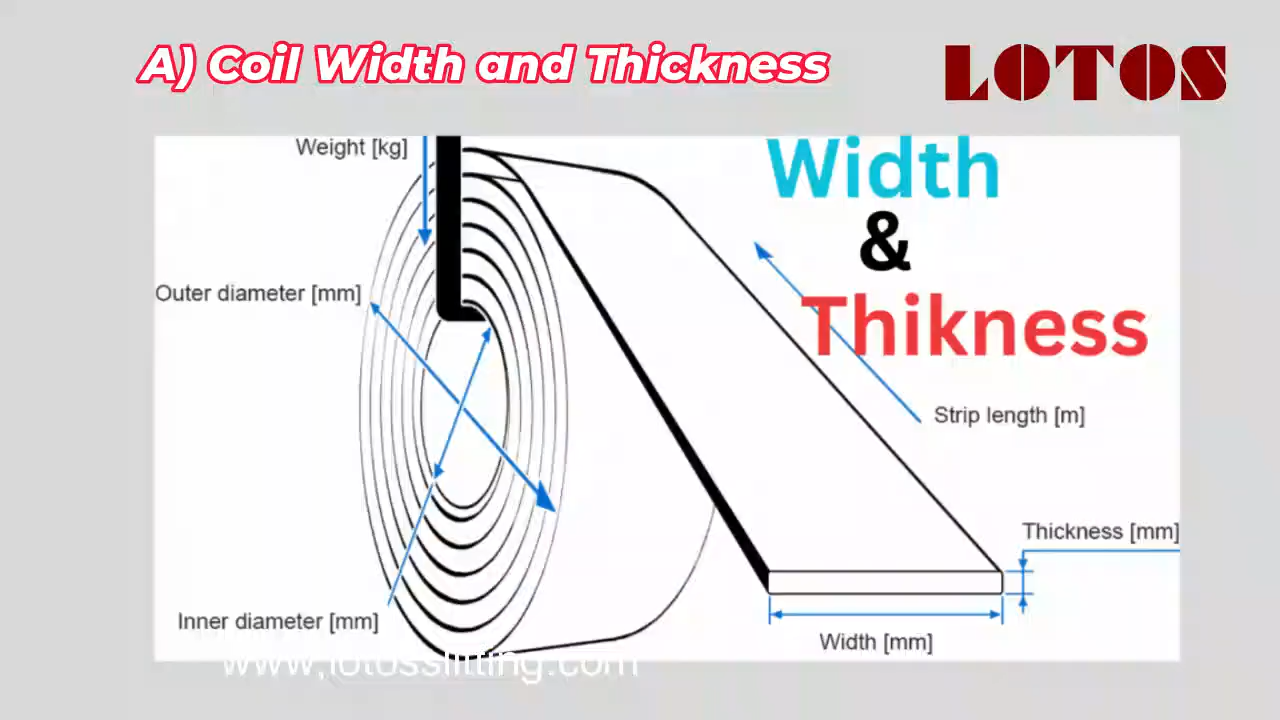 A) Coil Width and Thickness
LOTOS
Weight [kg]
Width
&
Thikness
Outer diameter [mm]
Strip length [m]
Thickness [mm]
Inner diameter [mm]
Width [mm]
www.lotosslitting.com